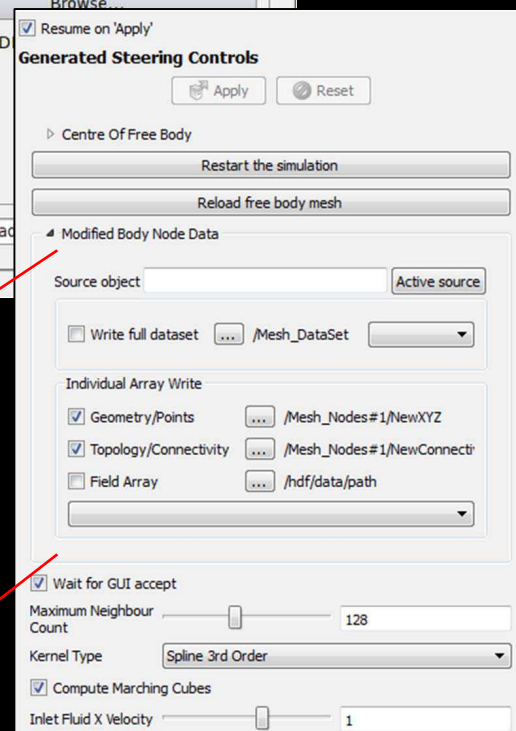 Browse...
Resume on 'Apply'
Generated Steering Controls
Apply Reset
Centre Of Free Body
Restart the simulation
Reload free body mesh
Modified Body Node Data
Source object Active source
Write full dataset ... /Mesh_DataSet
Individual Array Write
Geometry/Points ... /Mesh_Nodes#1/NewXYZ
Topology/Connectivity ... /Mesh_Nodes#1/NewConnecti
Field Array ... /hdf/data/path
Wait for GUI accept
Maximum Neighbour
Count 128
Kernel Type Spline 3rd Order
Compute Marching Cubes
Inlet Fluid X Velocity 1